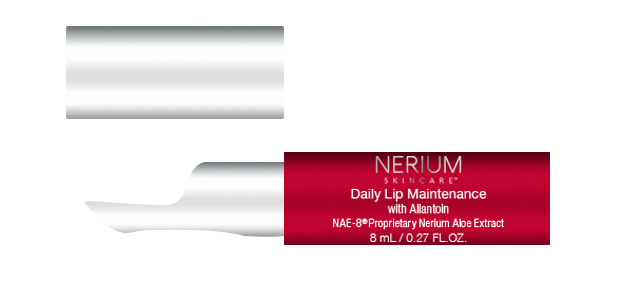 NERIUM
SKINCARE™
Daily Lip Maintenance
with Allantoin
NAE-8® Proprietary Nerium Aloe Extract
8 mL / 0.27 FL.OZ.